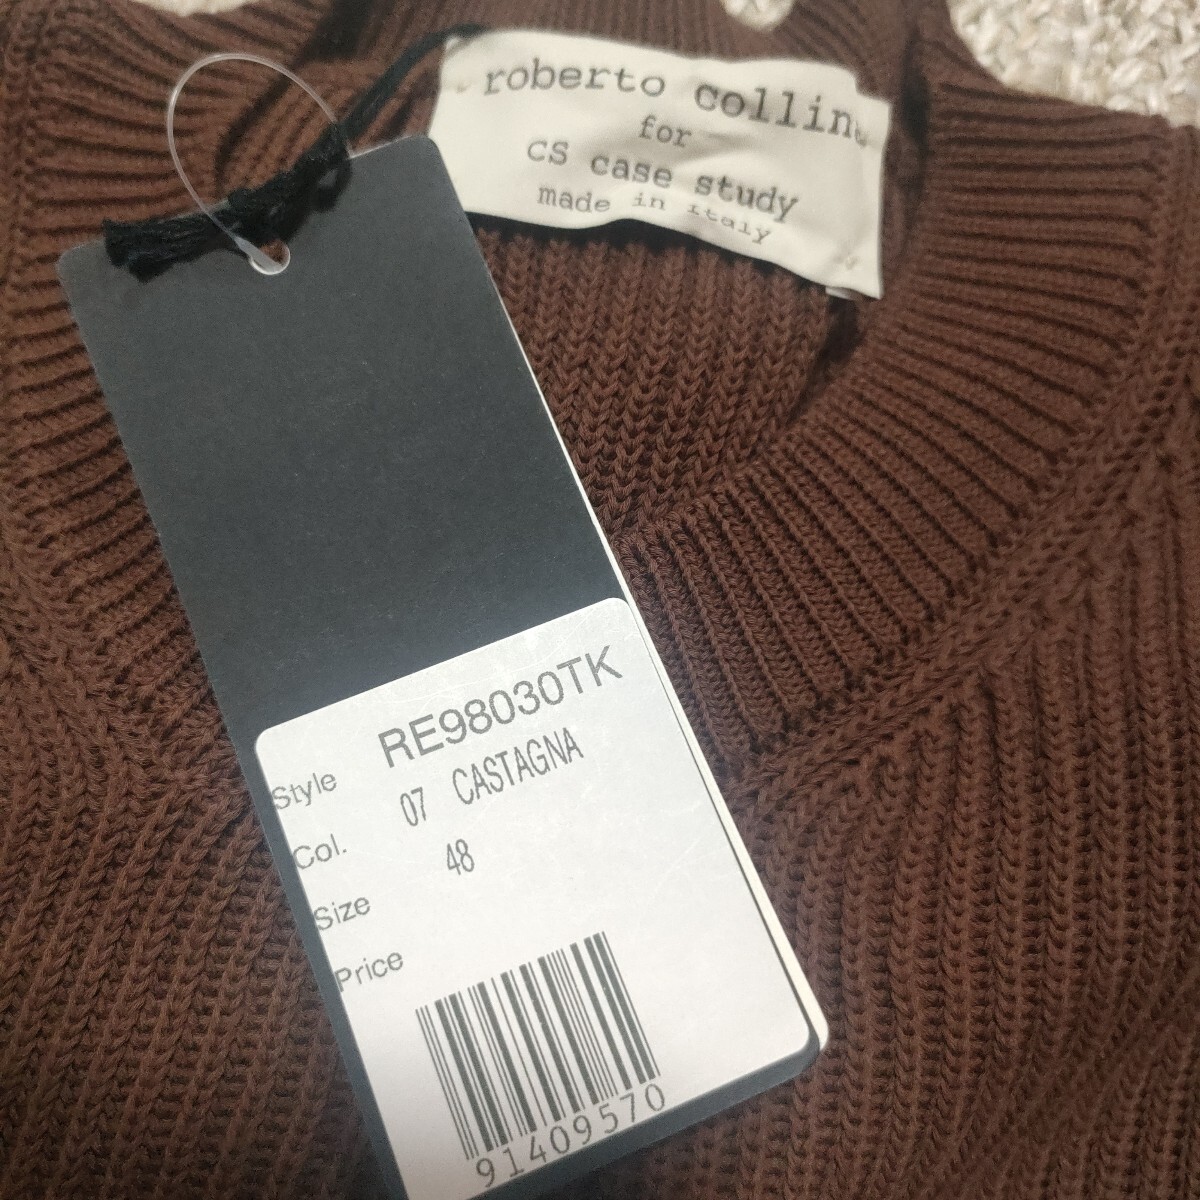 roberto collina
for
CS case study
made in italy
Style RE98030TK
Col. 07 CASTAGNA
Size 48
Price
91409570